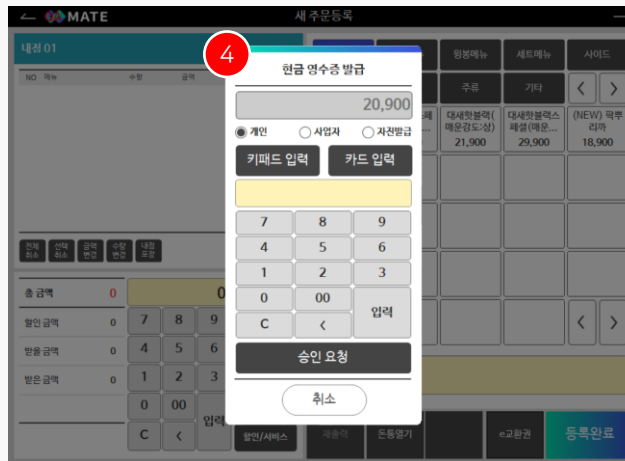 MATE
새 주문등록
내점 01
4
NO 메뉴 수량 금액
윙봉메뉴 세트메뉴 사이드
주류 기타 < >
대새핫블랙(매운강도:상) 21,900
대새핫블랙스페셜(매운... 29,900
(NEW) 팍뿌리까 18,900
현금 영수증 발급
20,900
개인 사업자 자진발급
키패드 입력 카드 입력
7 8 9
4 5 6
1 2 3
0 00 입력
C <
승인 요청
취소
전체취소 선택취소 금액변경 수량변경 내점포장
총 금액 0 0
할인 금액 0 7 8 9
받을 금액 0 4 5 6
받은 금액 0 1 2 3
0 00 입력
C <
< >
할인/서비스 재출력 돈통열기 e교환권 등록완료